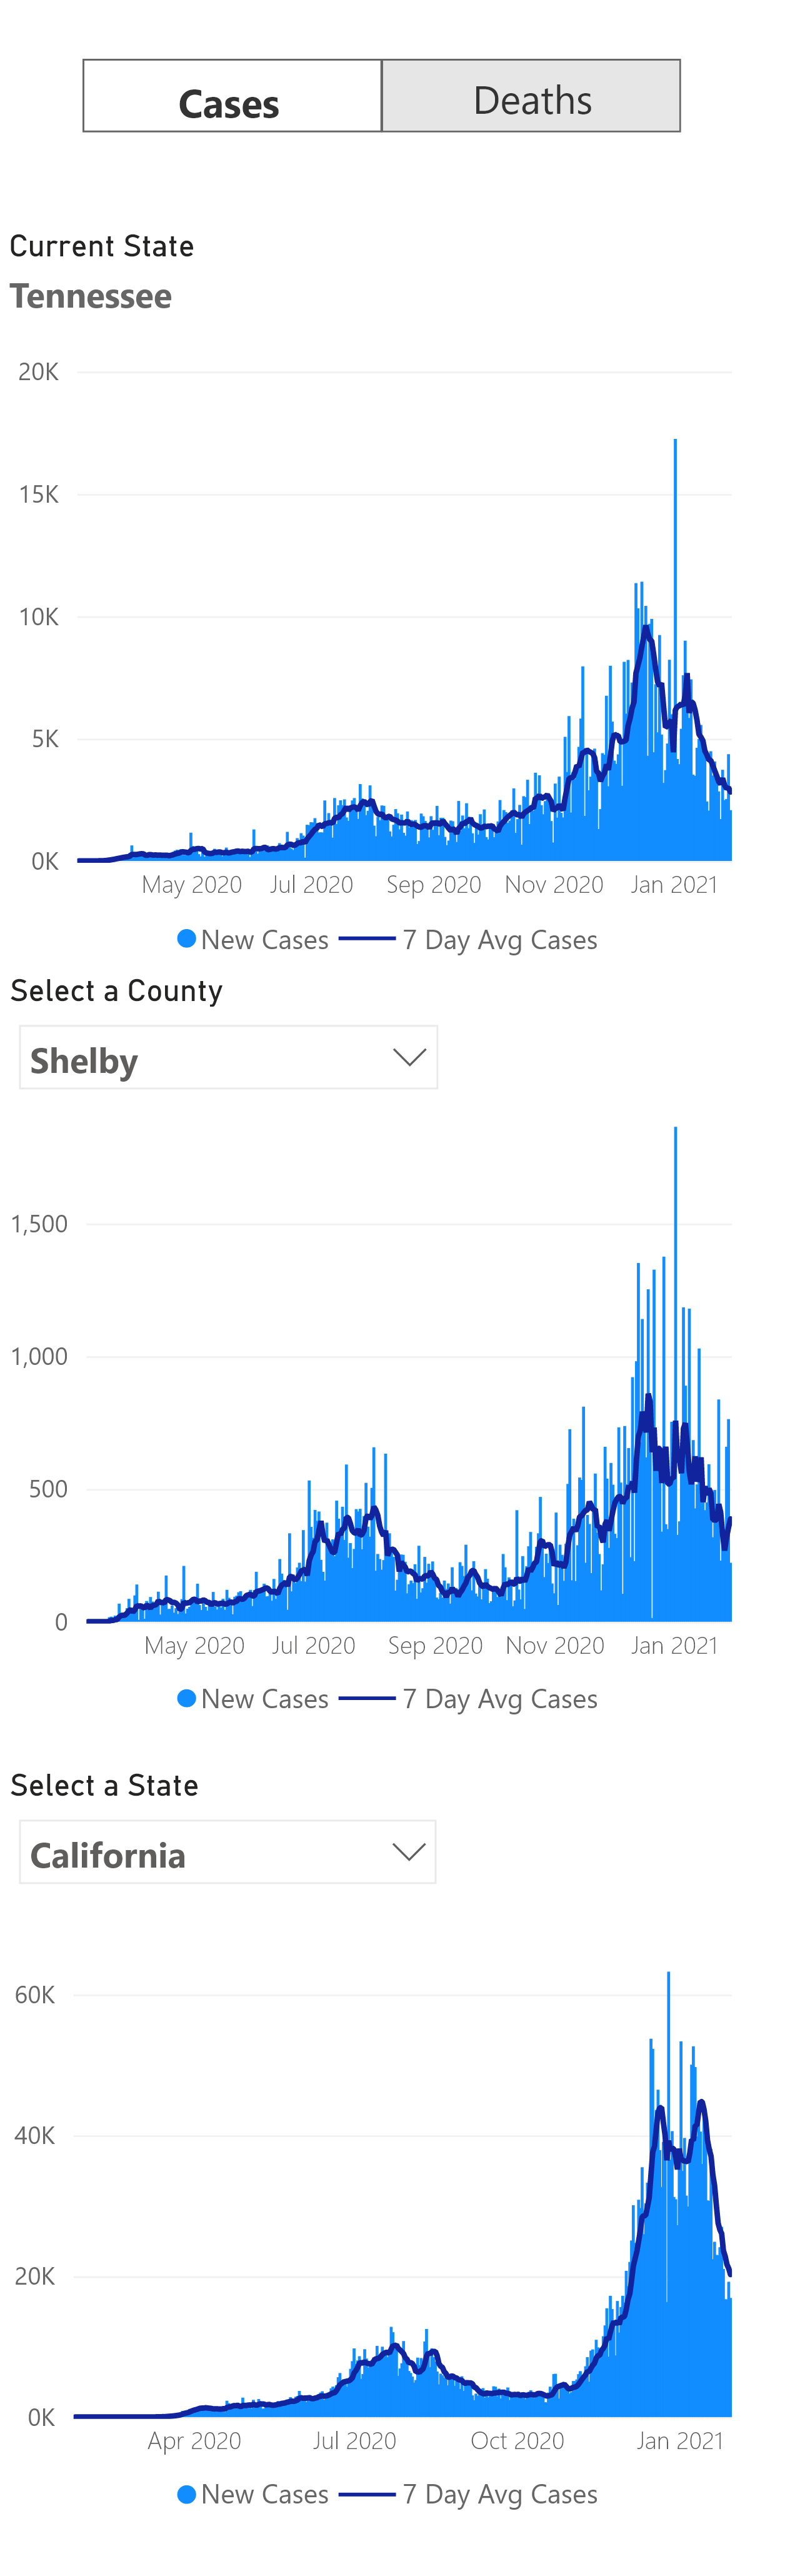 Cases Deaths
Current State
Tennessee
20K
15K
10K
5K
0K
May 2020 Jul 2020 Sep 2020 Nov 2020 Jan 2021
New Cases 7 Day Avg Cases
Select a County
Shelby
1,500
1,000
500
0
May 2020 Jul 2020 Sep 2020 Nov 2020 Jan 2021
New Cases 7 Day Avg Cases
Select a State
California
60K
40K
20K
0K
Apr 2020 Jul 2020 Oct 2020 Jan 2021
New Cases 7 Day Avg Cases